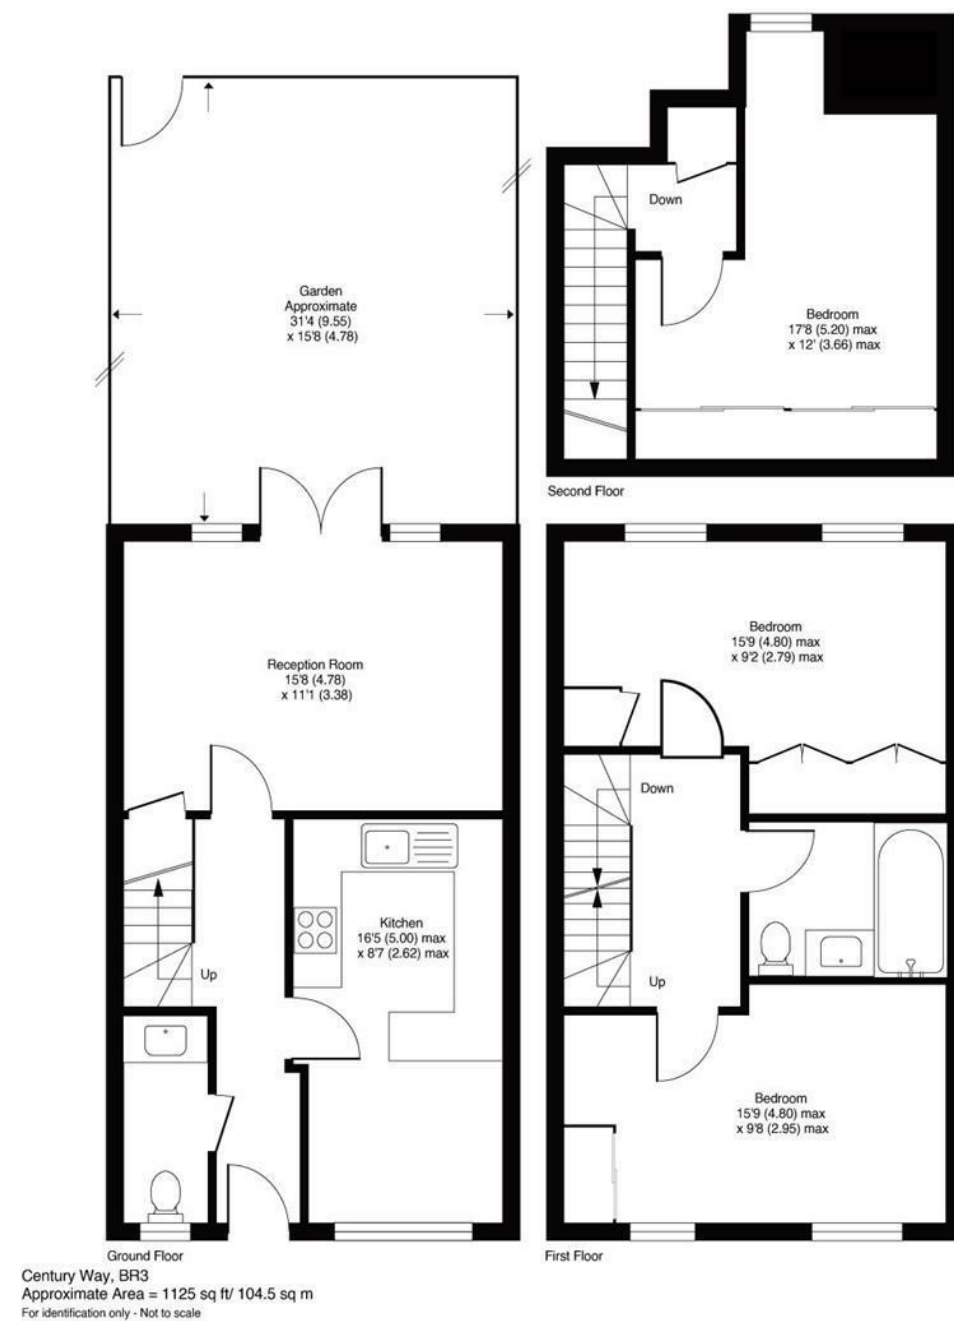 Garden
Approximate
31'4 (9.55)
x 15'8 (4.78)
Reception Room
15'8 (4.78)
x 11'1 (3.38)
Kitchen
16'5 (5.00) max
x 8'7 (2.62) max
Up
Ground Floor
Down
Bedroom
17'8 (5.20) max
x 12' (3.66) max
Second Floor
Bedroom
15'9 (4.80) max
x 9'2 (2.79) max
Down
Up
Bedroom
15'9 (4.80) max
x 9'8 (2.95) max
First Floor
Century Way, BR3
Approximate Area = 1125 sq ft/ 104.5 sq m
For identification only - Not to scale